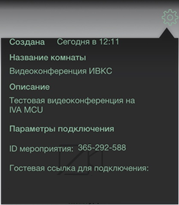 Создана Сегодня в 12:11
Название комнаты
Видеоконференция ИВКС
Описание
Тестовая видеоконференция на
IVA MCU
Параметры подключения
ID мероприятия: 365-292-588
Гостевая ссылка для подключения: